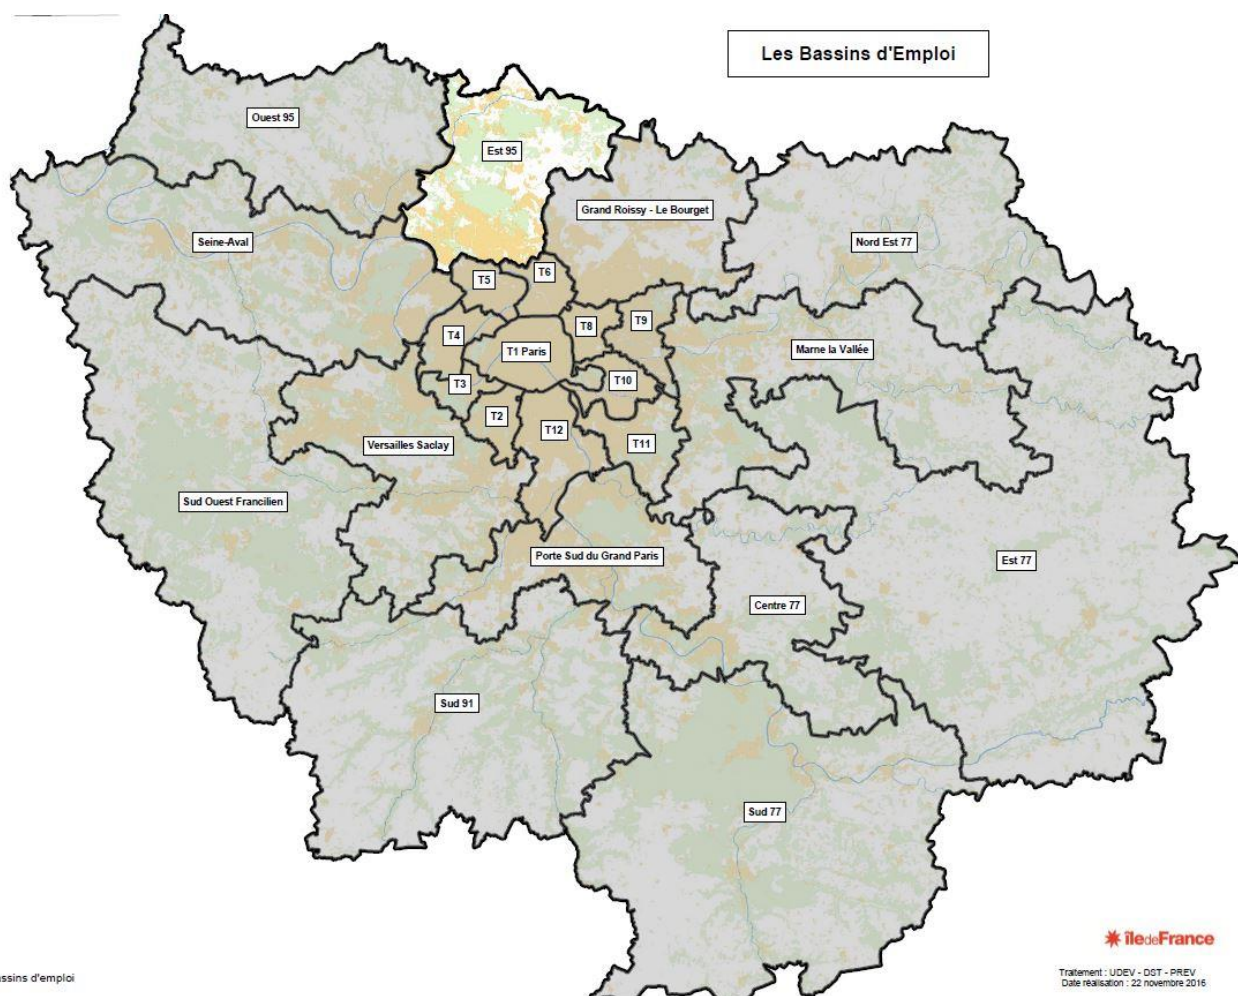 Les Bassins d'Emploi
Ouest 95
Est 95
Grand Roissy - Le Bourget
Seine-Aval
Nord Est 77
T5
T6
T4
T8
T9
T1 Paris
Marne la Vallée
T3
T10
T2
T12
T11
Versailles Saclay
Sud Ouest Francilien
Porte Sud du Grand Paris
Est 77
Centre 77
Sud 91
Sud 77
îledeFrance
Traitement : UDEV - DST - PREV
Date réalisation : 22 novembre 2016
d'emploi